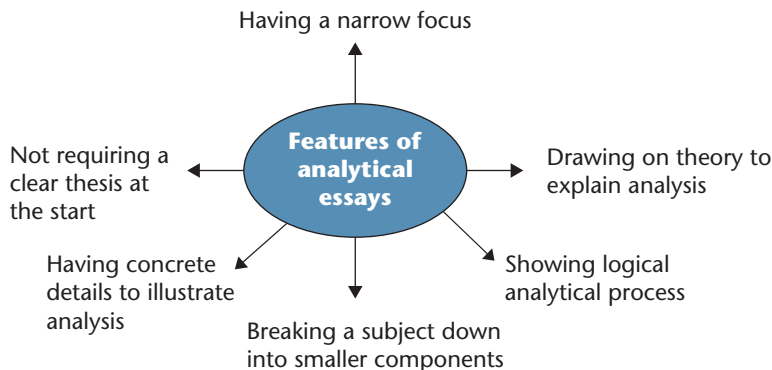 Having a narrow focus
Features of
analytical
essays
Not requiring a
clear thesis at
the start
Drawing on theory to
explain analysis
Having concrete
details to illustrate
analysis
Showing logical
analytical process
Breaking a subject down
into smaller components